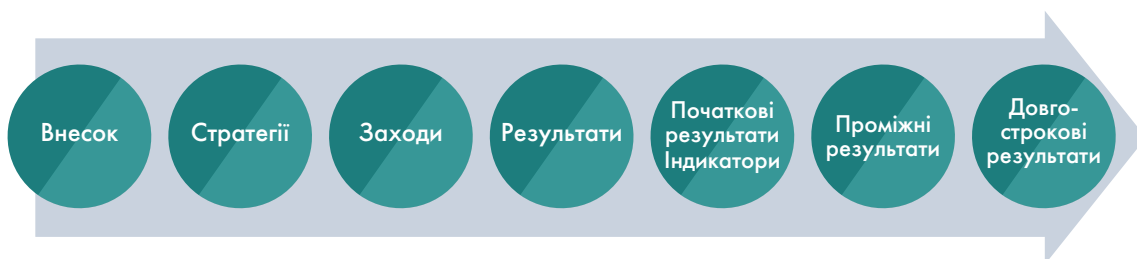 Внесок
Стратегії
Заходи
Результати
Початкові
результати
Індикатори
Проміжні
результати
Довго-
строкові
результати